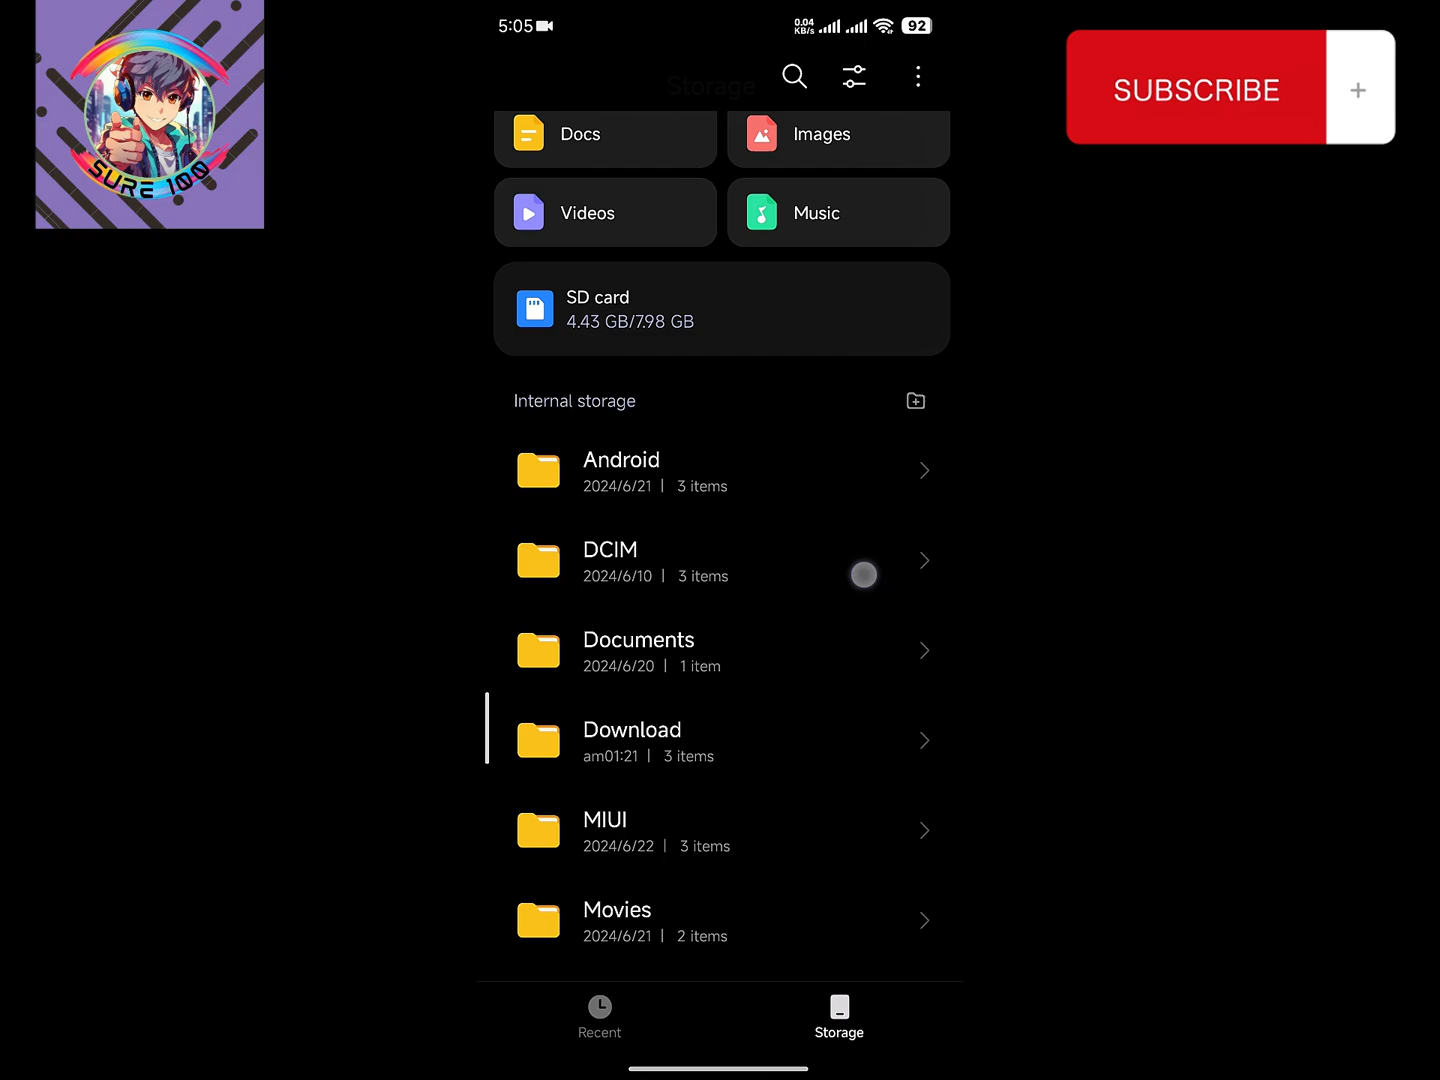 5:05
0.04
KB/s
92
Storage
SUBSCRIBE
+
SURE 100
Docs
Images
Videos
Music
SD card
4.43 GB/7.98 GB
Internal storage
Android
2024/6/21 | 3 items
DCIM
2024/6/10 | 3 items
Documents
2024/6/20 | 1 item
Download
am01:21 | 3 items
MIUI
2024/6/22 | 3 items
Movies
2024/6/21 | 2 items
Recent
Storage